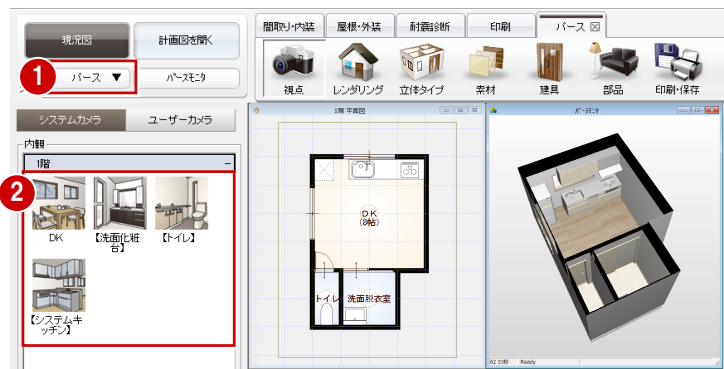 現況図
計画図を開く
間取り・内装
屋根・外装
耐震診断
印刷
パース
1
パース ▼
パースモニタ
視点
レンダリング
立体タイプ
素材
建具
部品
印刷・保存
システムカメラ
ユーザーカメラ
1階 平面図
パースモニタ
内観
1階
2
DK
【洗面化粧
台】
【トイレ】
【システムキ
ッチン】
DK
(8帖)
トイレ
洗面脱衣室
Ready